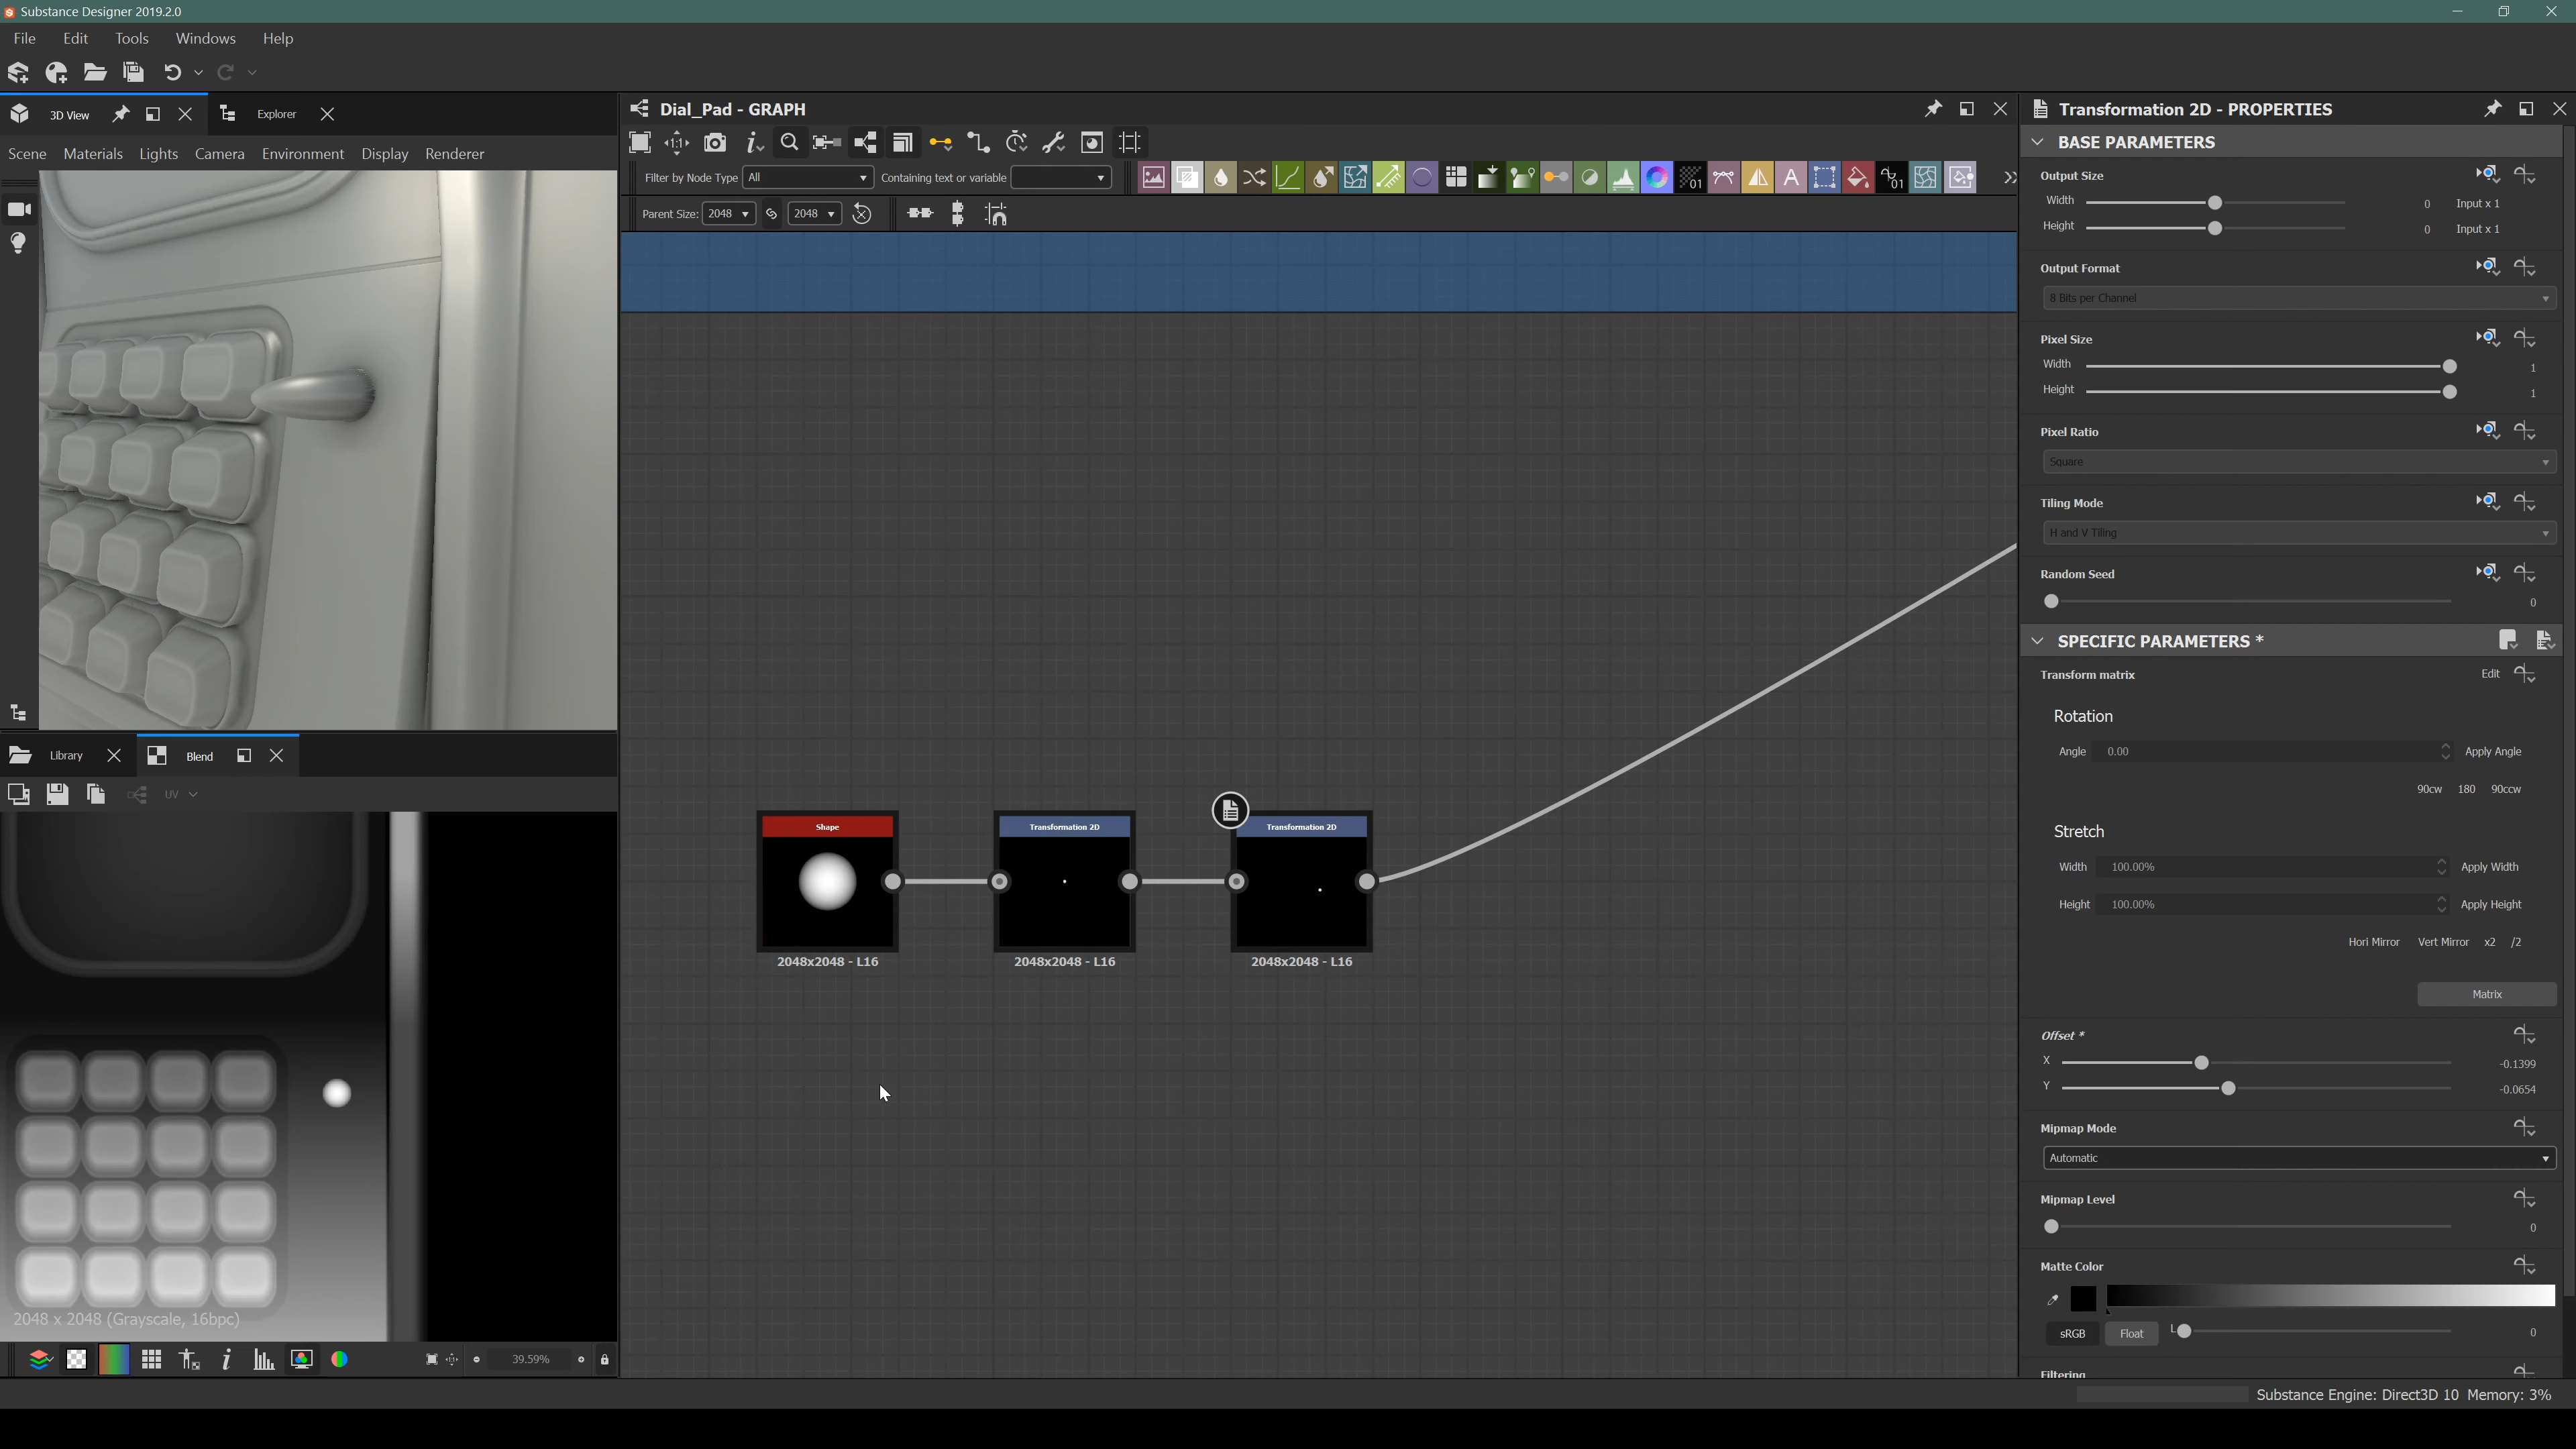 Substance Designer 2019.2.0
File Edit Tools Windows Help
3D View
Explorer
Scene Materials Lights Camera Environment Display Renderer
Library
Blend
UV
2048 x 2048 (Grayscale, 16bpc)
39.59%
Dial_Pad - GRAPH
1:1
Filter by Node Type All Containing text or variable
01
A
01
Parent Size: 2048 2048
Shape
2048x2048 - L16
Transformation 2D
2048x2048 - L16
Transformation 2D
2048x2048 - L16
Transformation 2D - PROPERTIES
BASE PARAMETERS
Output Size
Width 0 Input x 1
Height 0 Input x 1
Output Format
8 Bits per Channel
Pixel Size
Width 1
Height 1
Pixel Ratio
Square
Tiling Mode
H and V Tiling
Random Seed
0
SPECIFIC PARAMETERS *
Transform matrix Edit
Rotation
Angle 0.00 Apply Angle
90cw 180 90ccw
Stretch
Width 100.00% Apply Width
Height 100.00% Apply Height
Hori Mirror Vert Mirror x2 /2
Matrix
Offset *
X -0.1399
Y -0.0654
Mipmap Mode
Automatic
Mipmap Level
0
Matte Color
sRGB Float L 0
Filtering
Substance Engine: Direct3D 10 Memory: 3%